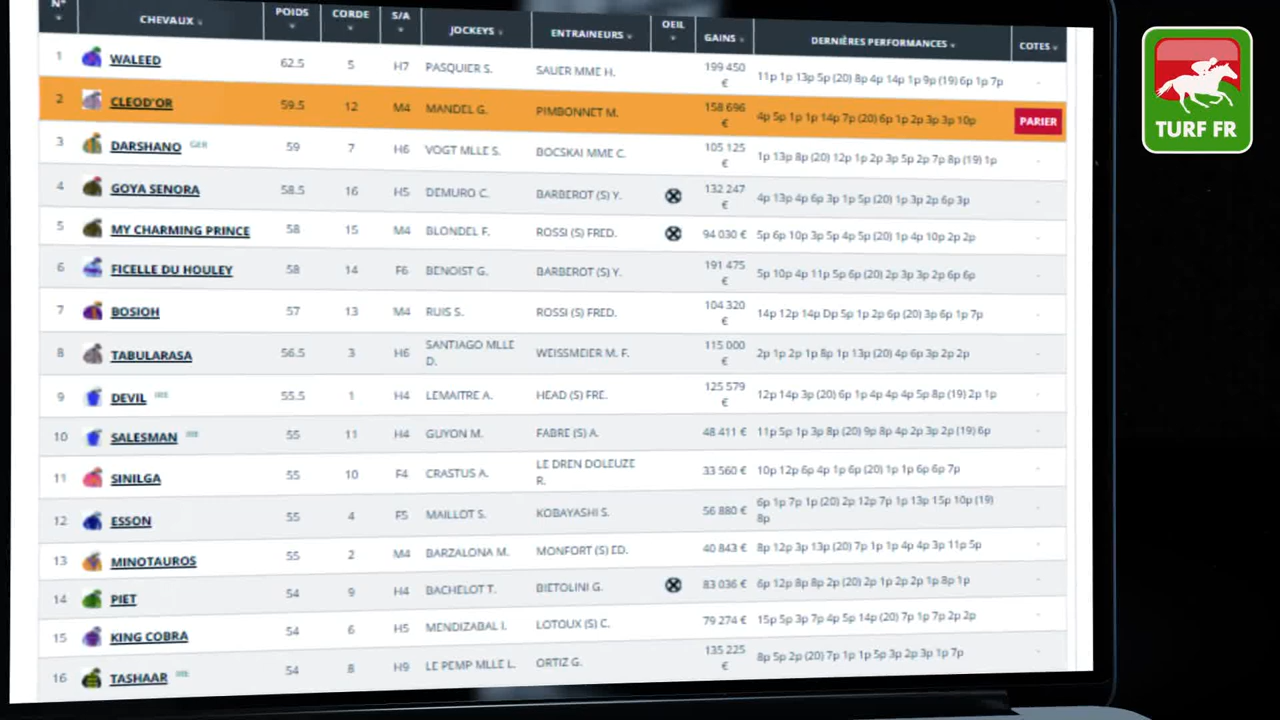 N° CHEVAUX POIDS CORDE S/A JOCKEYS ENTRAINEURS OEIL GAINS DERNIÈRES PERFORMANCES COTES
1 WALEED 62.5 5 H7 PASQUIER S. SAUER MME H. 199 450 € 11p 1p 13p 5p (20) 8p 4p 14p 1p 9p (19) 6p 1p 7p -
2 CLEOD'OR 59.5 12 M4 MANDEL G. PIMBONNET M. 158 696 € 4p 5p 1p 1p 14p 7p (20) 6p 1p 2p 3p 3p 10p PARIER
3 DARSHANO GER 59 7 H6 VOGT MLLE S. BOCSKAI MME C. 105 125 € 1p 13p 8p (20) 12p 1p 2p 3p 5p 2p 7p 8p (19) 1p -
4 GOYA SENORA 58.5 16 H5 DEMURO C. BARBEROT (S) Y. 132 247 € 4p 13p 4p 6p 3p 1p 5p (20) 1p 3p 2p 6p 3p -
5 MY CHARMING PRINCE 58 15 M4 BLONDEL F. ROSSI (S) FRED. 94 030 € 5p 6p 10p 3p 5p 4p 5p (20) 1p 4p 10p 2p 2p -
6 FICELLE DU HOULEY 58 14 F6 BENOIST G. BARBEROT (S) Y. 191 475 € 5p 10p 4p 11p 5p 6p (20) 2p 3p 3p 2p 6p 6p -
7 BOSIOH 57 13 M4 RUIS S. ROSSI (S) FRED. 104 320 € 14p 12p 14p Dp 5p 1p 2p 6p (20) 3p 6p 1p 7p -
8 TABULARASA 56.5 3 H6 SANTIAGO MLLE D. WEISSMEIER M. F. 115 000 € 2p 1p 2p 1p 8p 1p 13p (20) 4p 6p 3p 2p 2p -
9 DEVIL IRE 55.5 1 H4 LEMAITRE A. HEAD (S) FRE. 125 579 € 12p 14p 3p (20) 6p 1p 4p 4p 4p 5p 8p (19) 2p 1p -
10 SALESMAN IRE 55 11 H4 GUYON M. FABRE (S) A. 48 411 € 11p 5p 1p 3p 8p (20) 9p 8p 4p 2p 3p 2p (19) 6p -
11 SINILGA 55 10 F4 CRASTUS A. LE DREN DOLEUZE R. 33 560 € 10p 12p 6p 4p 1p 6p (20) 1p 1p 6p 6p 7p -
12 ESSON 55 4 F5 MAILLOT S. KOBAYASHI S. 56 880 € 6p 1p 7p 1p (20) 2p 12p 7p 1p 13p 15p 10p (19) 8p -
13 MINOTAUROS 55 2 M4 BARZALONA M. MONFORT (S) ED. 40 843 € 8p 12p 3p 13p (20) 7p 1p 1p 4p 4p 3p 11p 5p -
14 PIET 54 9 H4 BACHELOT T. BIETOLINI G. 83 036 € 6p 12p 8p 8p 2p (20) 2p 1p 2p 2p 1p 8p 1p -
15 KING COBRA 54 6 H5 MENDIZABAL I. LOTOUX (S) C. 79 274 € 15p 5p 3p 7p 4p 5p 14p (20) 7p 1p 7p 2p 2p -
16 TASHAAR IRE 54 8 H9 LE PEMP MLLE L. ORTIZ G. 135 225 € 8p 5p 2p (20) 7p 1p 1p 5p 3p 2p 3p 1p 7p -
TURF FR